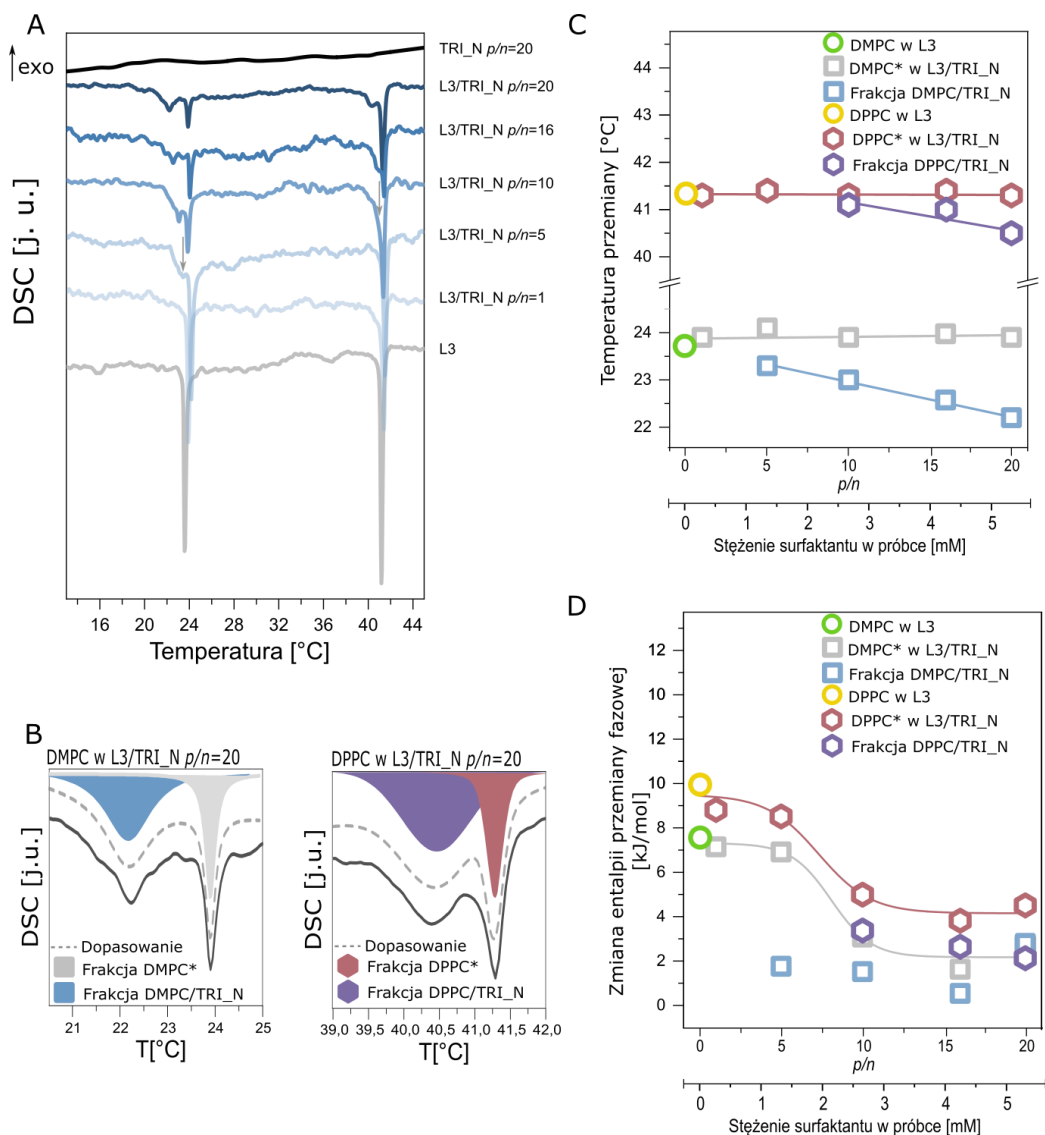 A
exo
DSC [j. u.]
TRI_N p/n=20
L3/TRI_N p/n=20
L3/TRI_N p/n=16
L3/TRI_N p/n=10
L3/TRI_N p/n=5
L3/TRI_N p/n=1
L3
16 20 24 28 32 36 40 44
Temperatura [°C]
B
DMPC w L3/TRI_N p/n=20
DSC [j.u.]
Dopasowanie
Frakcja DMPC*
Frakcja DMPC/TRI_N
21 22 23 24 25
T[°C]
DPPC w L3/TRI_N p/n=20
DSC [j.u.]
Dopasowanie
Frakcja DPPC*
Frakcja DPPC/TRI_N
39,0 39,5 40,0 40,5 41,0 41,5 42,0
T[°C]
C
DMPC w L3
DMPC* w L3/TRI_N
Frakcja DMPC/TRI_N
DPPC w L3
DPPC* w L3/TRI_N
Frakcja DPPC/TRI_N
Temperatura przemiany [°C]
44
43
42
41
40
24
23
22
0 5 10 15 20
p/n
0 1 2 3 4 5
Stężenie surfaktantu w próbce [mM]
D
DMPC w L3
DMPC* w L3/TRI_N
Frakcja DMPC/TRI_N
DPPC w L3
DPPC* w L3/TRI_N
Frakcja DPPC/TRI_N
Zmiana entalpii przemiany fazowej
[kJ/mol]
12
10
10
8
6
4
2
0
0 5 10 15 20
p/n
0 1 2 3 4 5
Stężenie surfaktantu w próbce [mM]